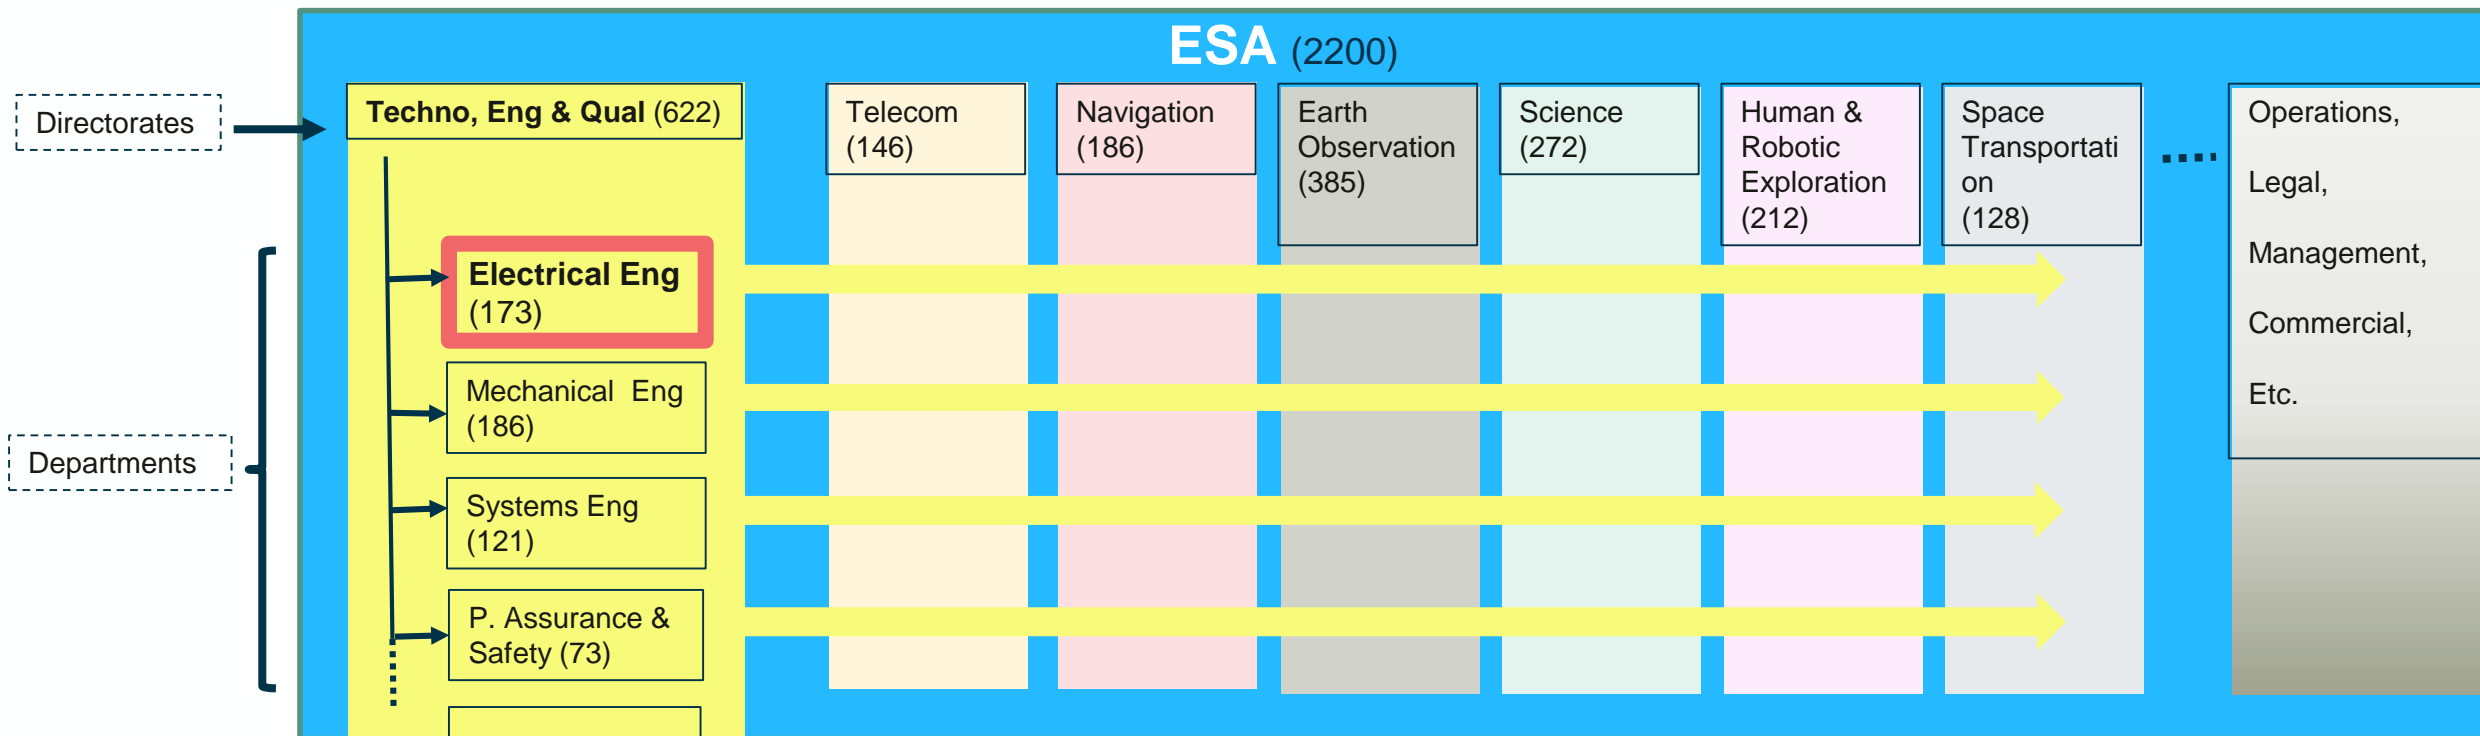 ESA (2200)
Directorates
Techno, Eng & Qual (622)
Telecom
(146)
Navigation
(186)
Earth
Observation
(385)
Science
(272)
Human &
Robotic
Exploration
(212)
Space
Transportati
on
(128)
Operations,
Legal,
Management,
Commercial,
Etc.
Departments
Electrical Eng
(173)
Mechanical Eng
(186)
Systems Eng
(121)
P. Assurance &
Safety (73)